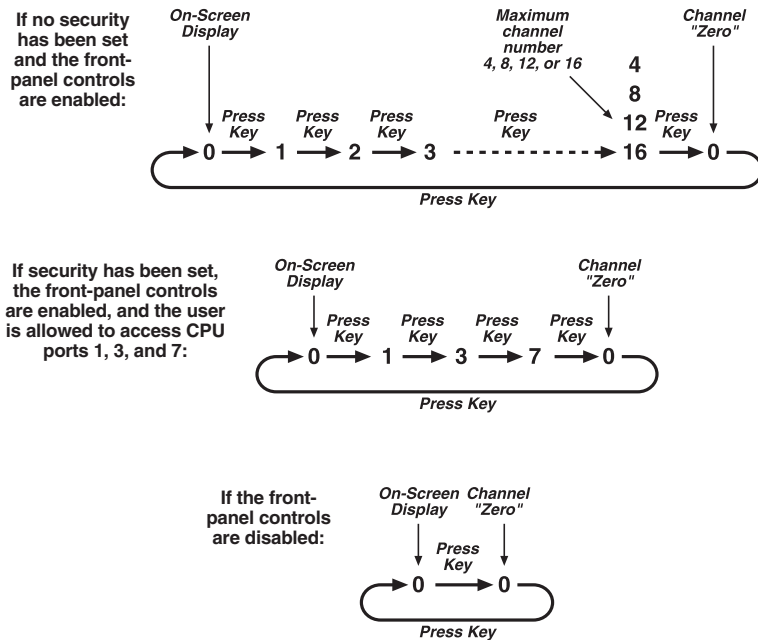 If no security
has been set
and the front-
panel controls
are enabled:
On-Screen
Display
Maximum
channel
number
4, 8, 12, or 16
Channel
"Zero"
4
8
12
Press
Key
Press
Key
Press
Key
Press
Key
Press
Key
0 1 2 3 16 0
Press Key
If security has been set,
the front-panel controls
are enabled, and the user
is allowed to access CPU
ports 1, 3, and 7:
On-Screen
Display
Channel
"Zero"
Press
Key
Press
Key
Press
Key
Press
Key
0 1 3 7 0
Press Key
If the front-
panel controls
are disabled:
On-Screen
Display
Channel
"Zero"
Press
Key
0 0
Press Key